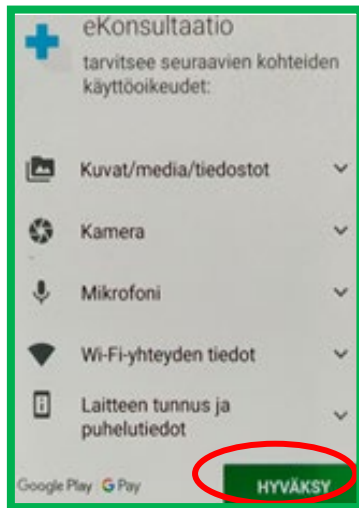 eKonsultaatio
tarvitsee seuraavien kohteiden
käyttöoikeudet:
Kuvat/media/tiedostot
Kamera
Mikrofoni
Wi-Fi-yhteyden tiedot
Laitteen tunnus ja
puhelutiedot
Google Play G Pay
HYVÄKSY